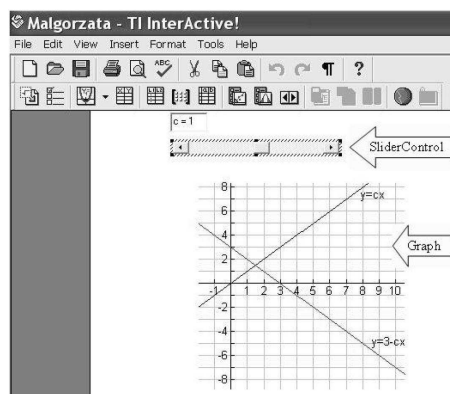 Malgorzata - TI InterActive!
File Edit View Insert Format Tools Help
ABC
c = 1
SliderControl
8
y=cx
6
4
Graph
2
-1 1 2 3 4 5 6 7 8 9 10
-2
-4
y=3-cx
-6
-8